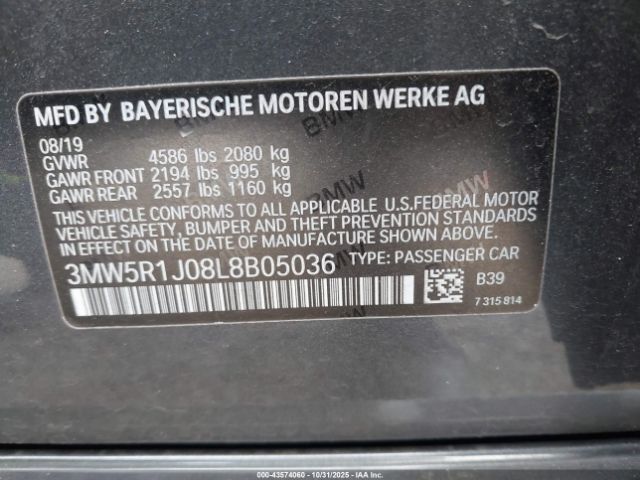 MFD BY BAYERISCHE MOTOREN WERKE AG
08/19
GVWR 4586 lbs 2080 kg
GAWR FRONT 2194 lbs 995 kg
GAWR REAR 2557 lbs 1160 kg
THIS VEHICLE CONFORMS TO ALL APPLICABLE U.S.FEDERAL MOTOR
VEHICLE SAFETY, BUMPER AND THEFT PREVENTION STANDARDS
IN EFFECT ON THE DATE OF MANUFACTURE SHOWN ABOVE.
3MW5R1J08L8B05036 TYPE: PASSENGER CAR
B39
7 315 814
000-43574060 - 10/31/2025 - Copyright © IAA, Inc.